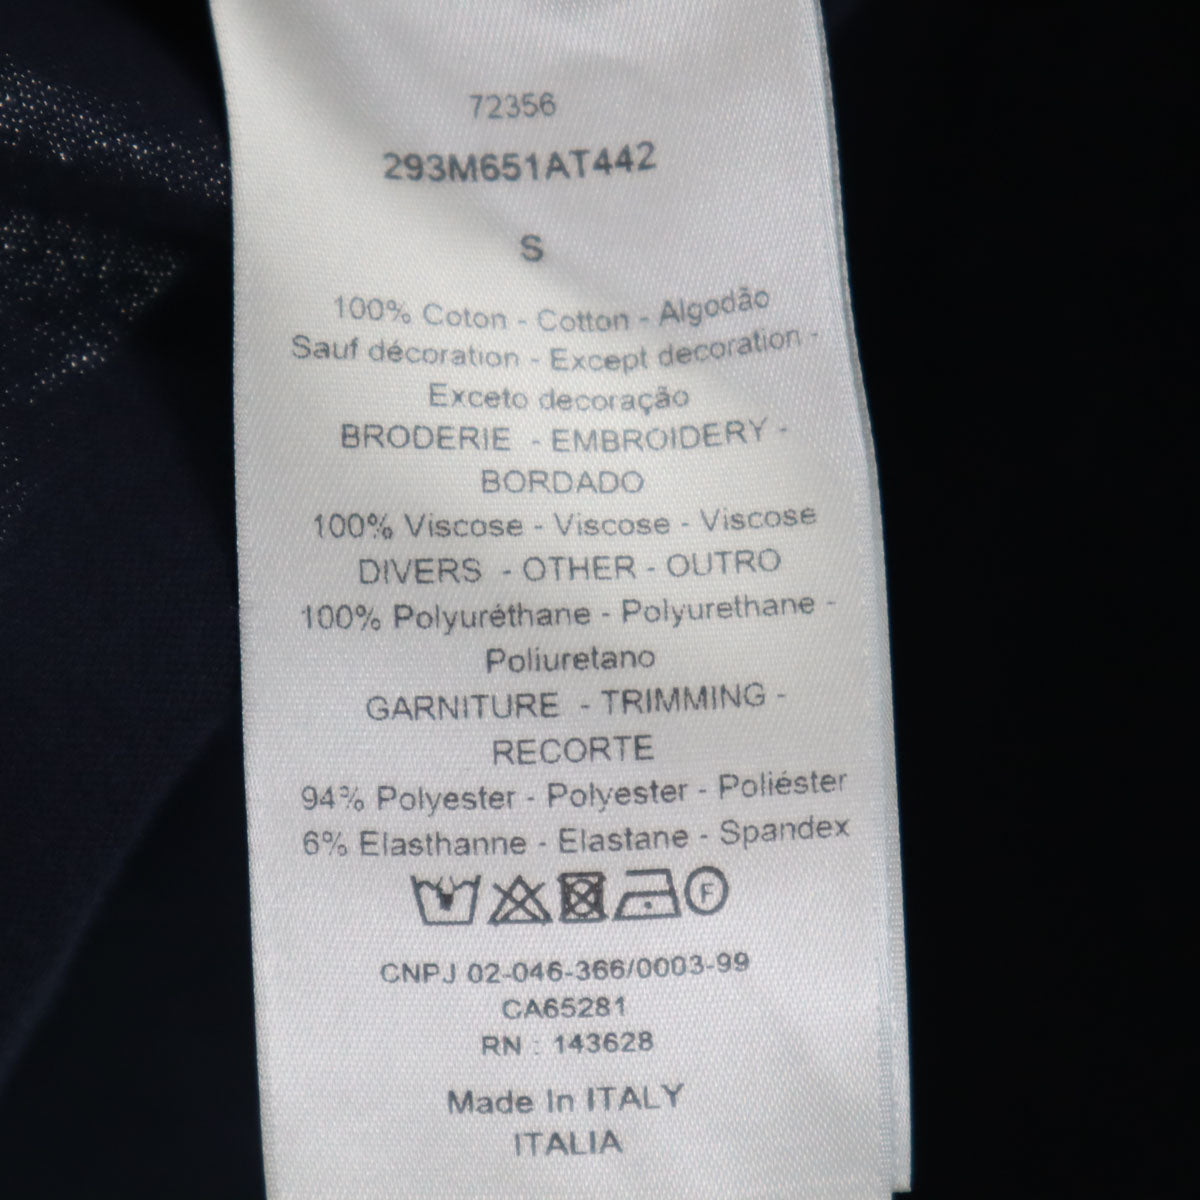 72356
293M651AT442
S
100% Coton - Cotton - Algodão
Sauf décoration - Except decoration -
Exceto decoração
BRODERIE - EMBROIDERY -
BORDADO
100% Viscose - Viscose - Viscose
DIVERS - OTHER - OUTRO
100% Polyuréthane - Polyurethane -
Poliuretano
GARNITURE - TRIMMING -
RECORTE
94% Polyester - Polyester - Poliéster
6% Elasthanne - Elastane - Spandex
F
CNPJ 02-046-366/0003-99
CA65281
RN : 143628
Made In ITALY
ITALIA